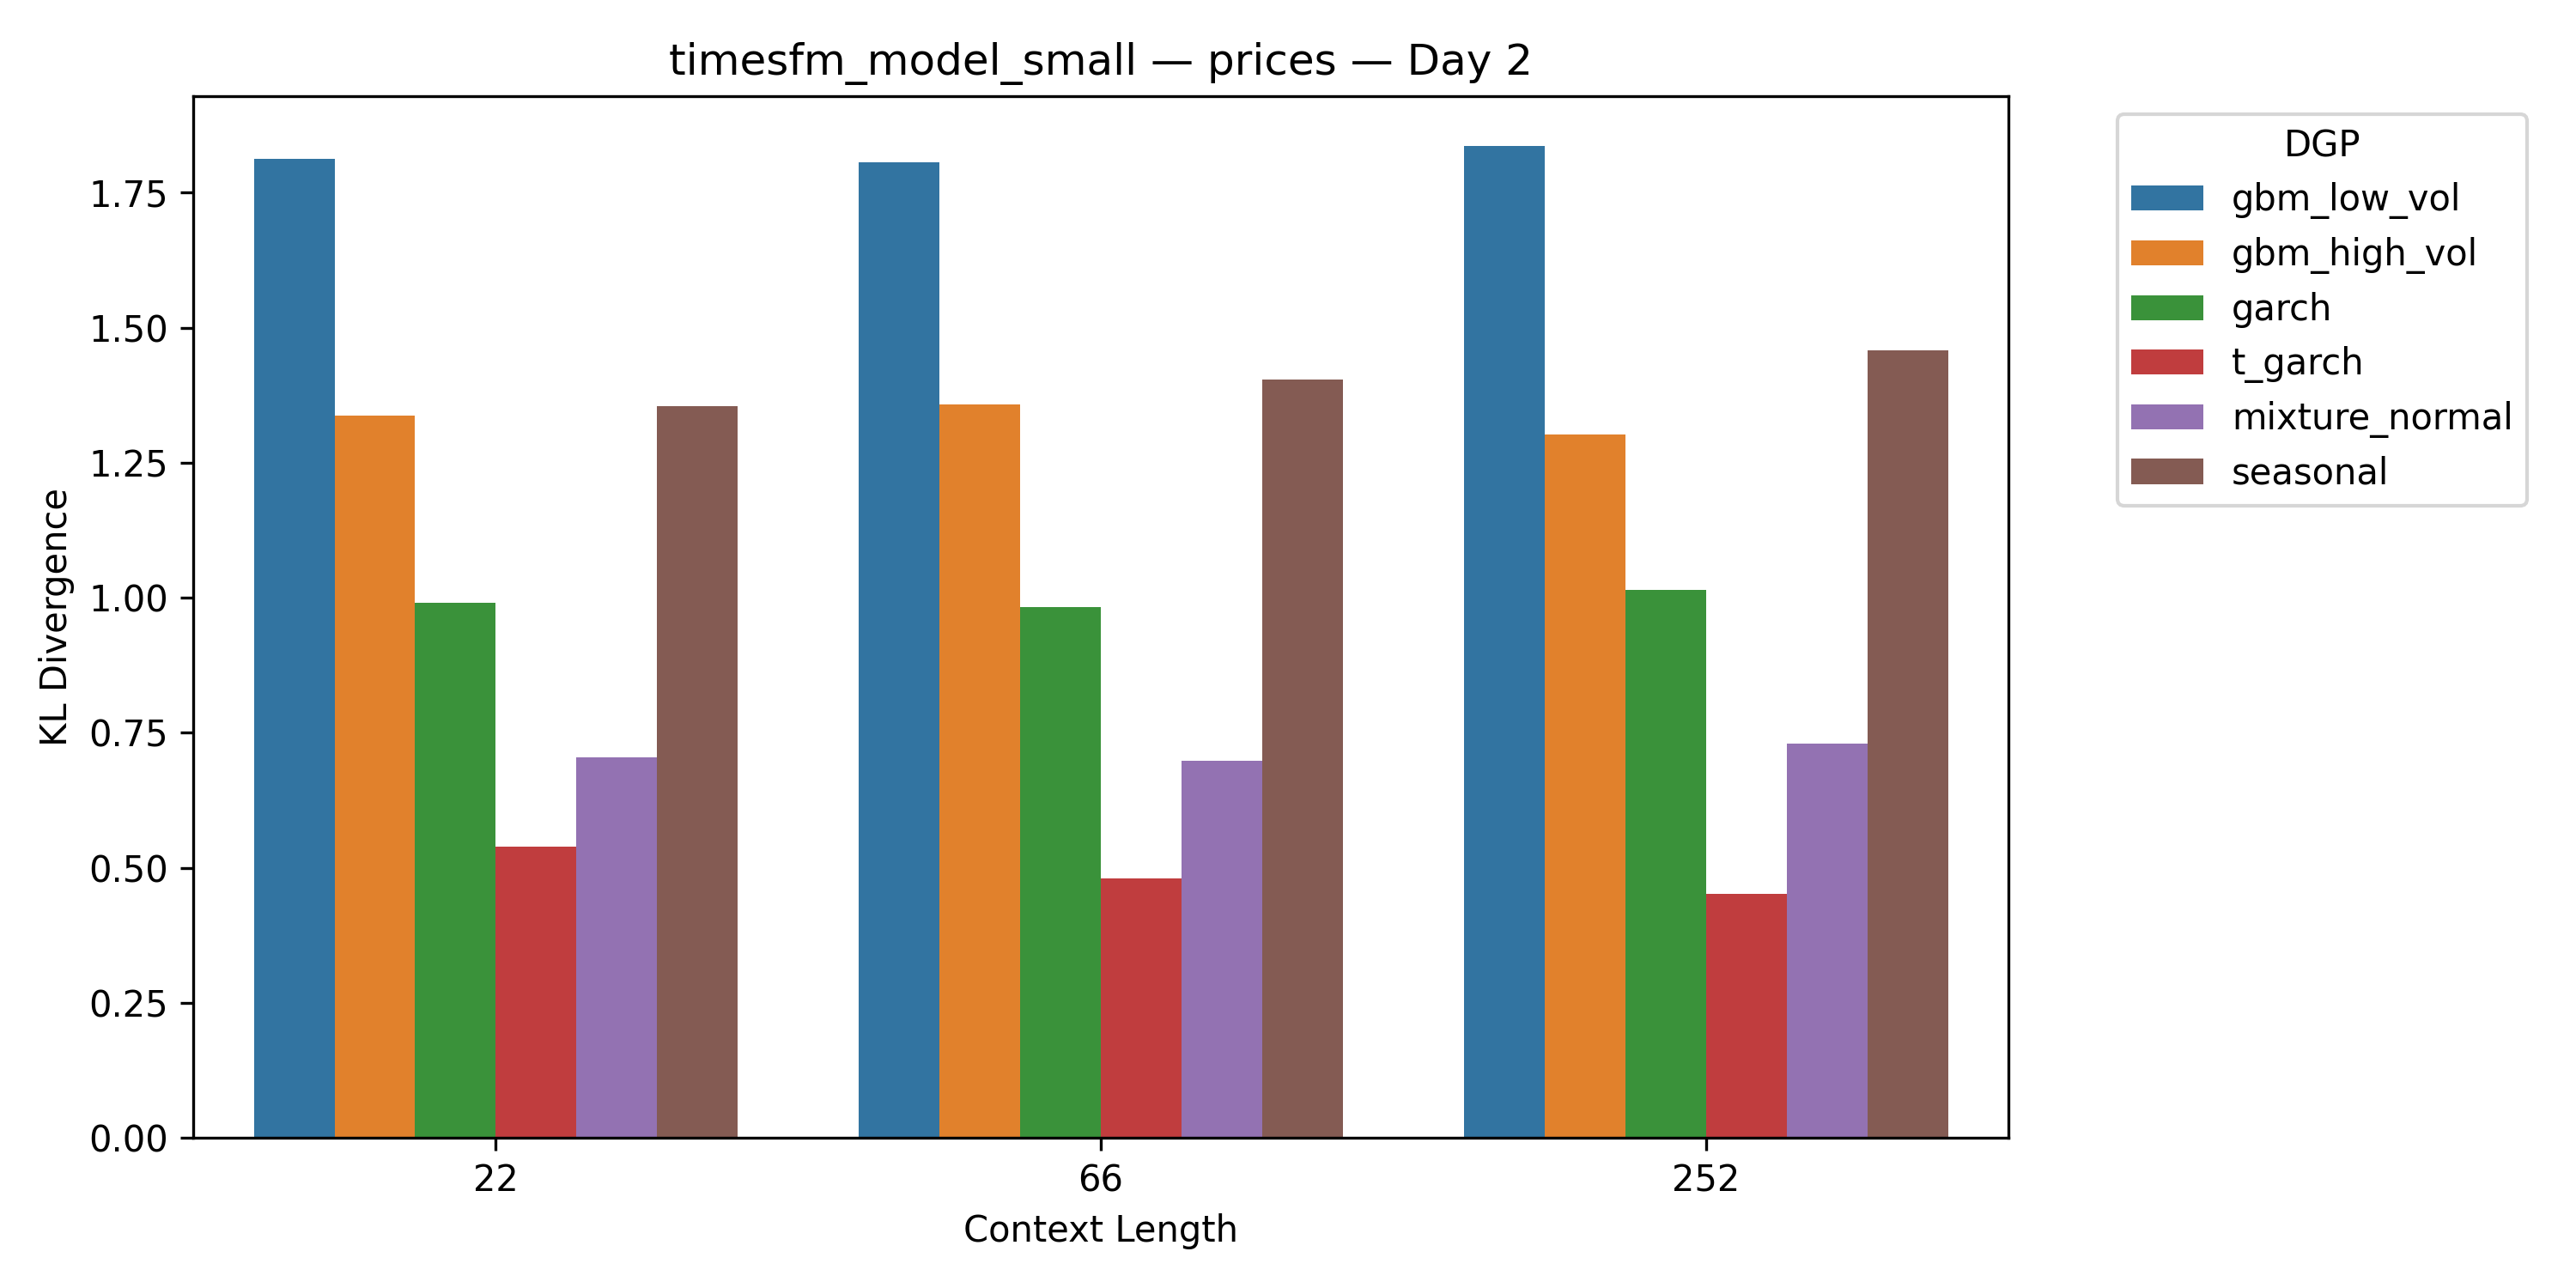 timesfm_model_small — prices — Day 2
KL Divergence
1.75
1.50
1.25
1.00
0.75
0.50
0.25
0.00
22
66
252
Context Length
DGP
gbm_low_vol
gbm_high_vol
garch
t_garch
mixture_normal
seasonal